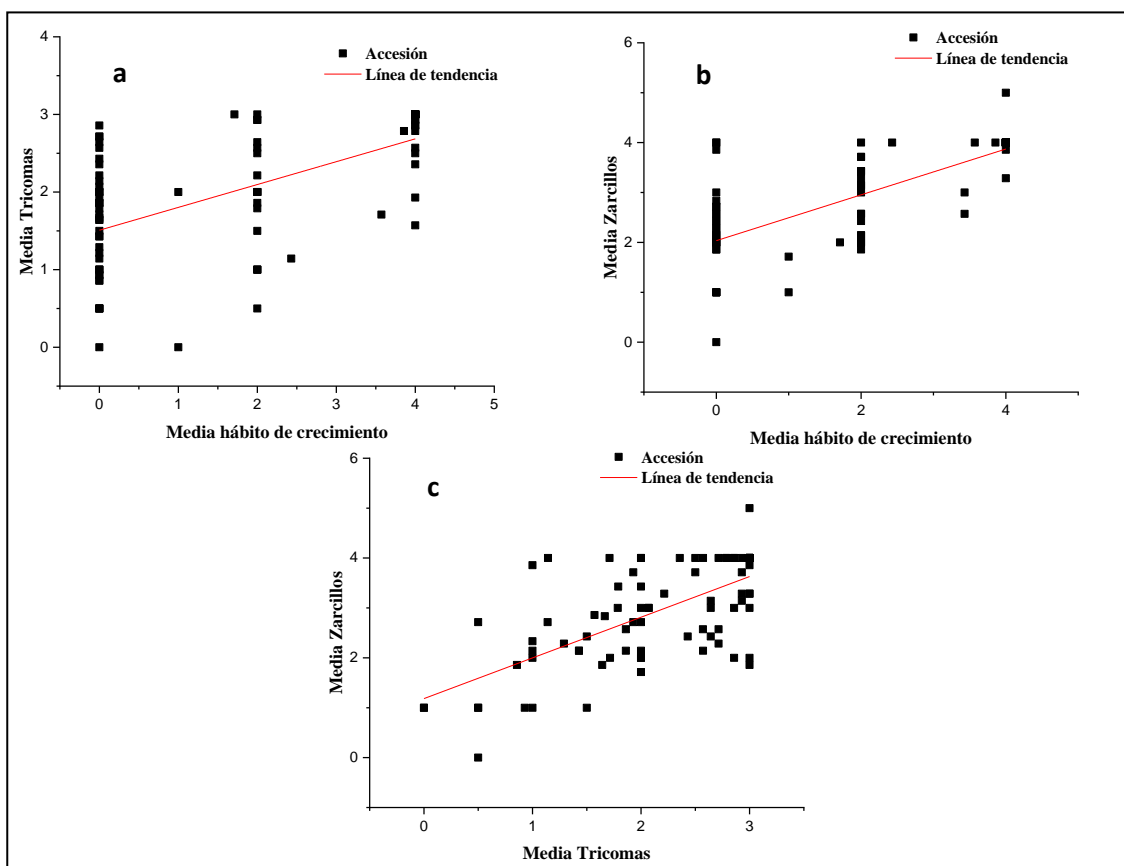 a
Accesión
Línea de tendencia
Media Tricomas
4
3
2
1
0
0 1 2 3 4 5
Media hábito de crecimiento
b
Accesión
Línea de tendencia
Media Zarcillos
6
4
2
0
0 2 4
Media hábito de crecimiento
c
Accesión
Línea de tendencia
Media Zarcillos
6
4
2
0
0 1 2 3
Media Tricomas